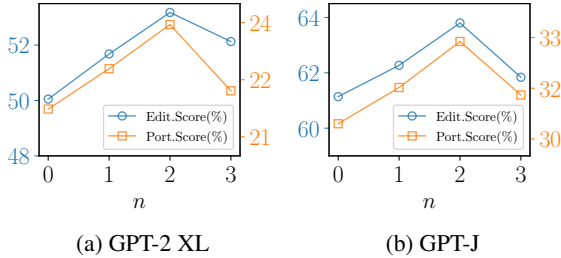 52
50
48
24
22
21
Edit.Score(%)
Port.Score(%)
0 1 2 3
n
(a) GPT-2 XL
64
62
60
33
32
30
Edit.Score(%)
Port.Score(%)
0 1 2 3
n
(b) GPT-J